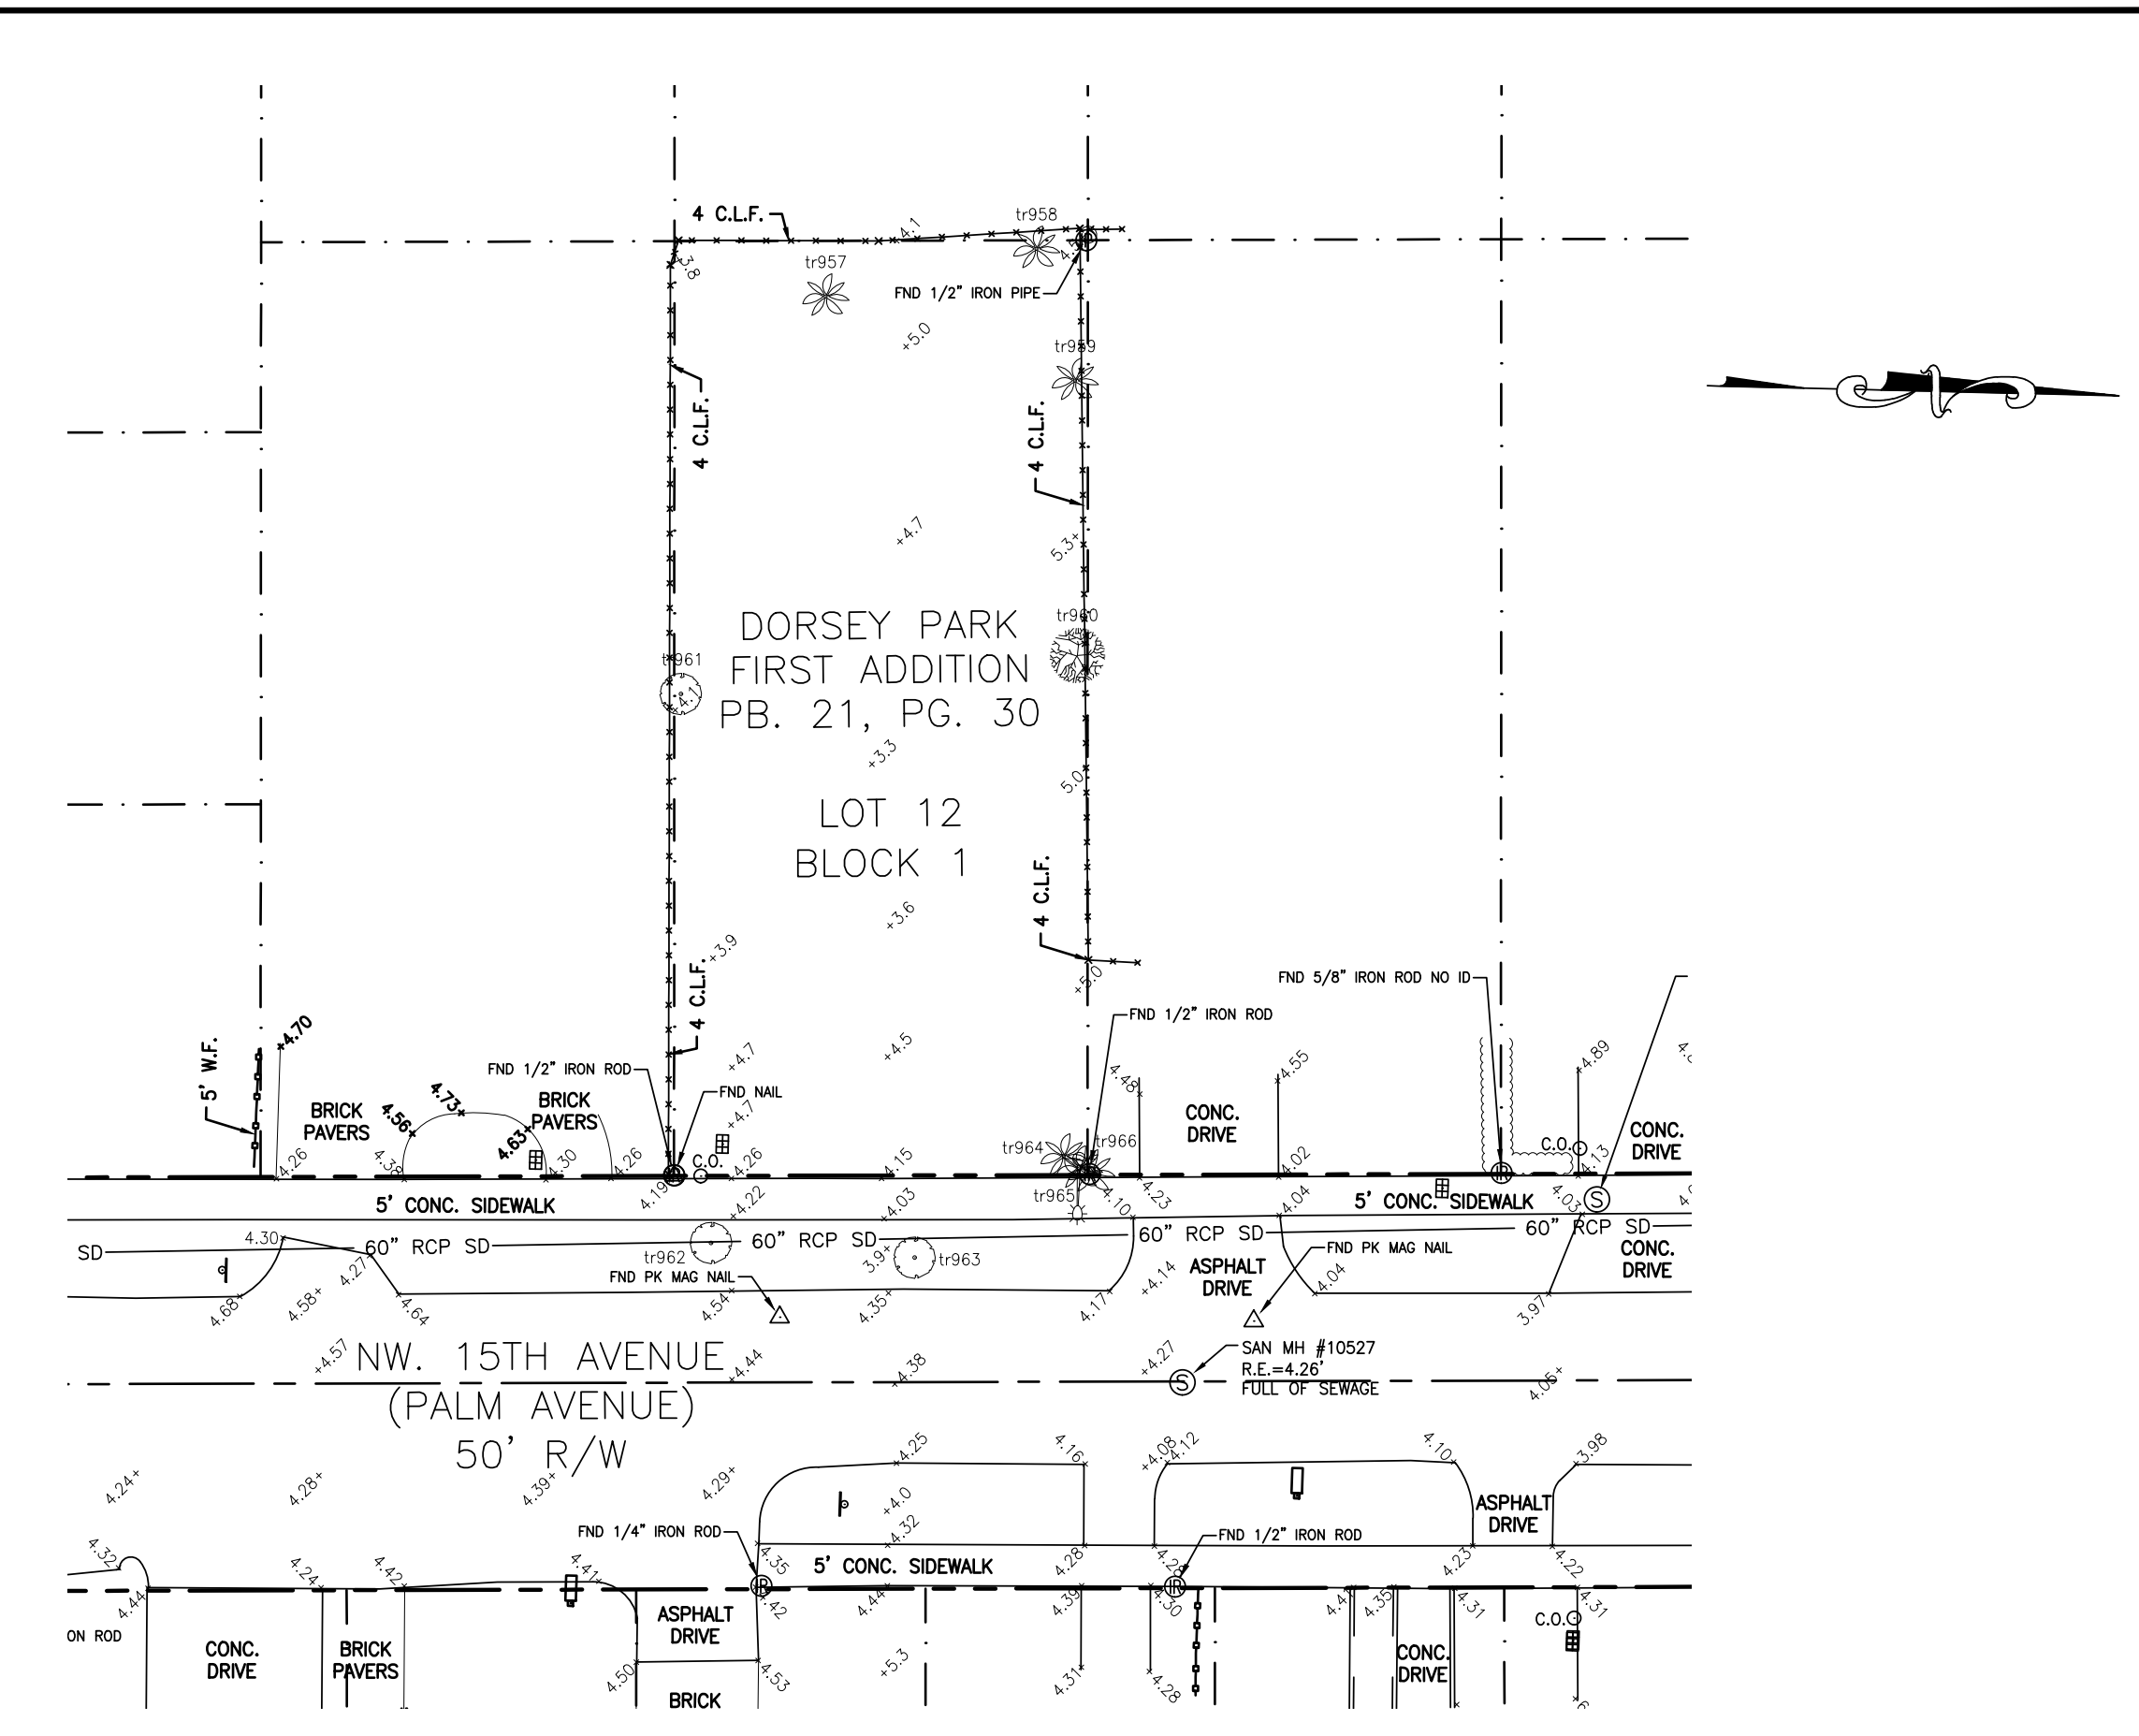 4 C.L.F.
4.1
tr958
3.8
tr957
FND 1/2" IRON PIPE
+5.0
tr959
4 C.L.F.
4 C.L.F.
+4.7
5.3+
DORSEY PARK
FIRST ADDITION
PB. 21, PG. 30
tr960
tr961
+4.1
+3.3
5.0
LOT 12
BLOCK 1
4 C.L.F.
+3.6
+3.9
4 C.L.F.
+5.0
FND 5/8" IRON ROD NO ID
FND 1/2" IRON ROD
5' W.F.
4.70
+4.7
+4.5
4.48
4.55
4.89
FND 1/2" IRON ROD
FND NAIL
BRICK
PAVERS
4.56
4.73
4.63
BRICK
PAVERS
+4.7
CONC.
DRIVE
CONC.
DRIVE
tr964
tr966
C.O.
C.O.
4.26
4.38
4.30
4.26
4.19
4.26
4.15
4.10
4.23
4.02
4.13
5' CONC. SIDEWALK
+4.22
+4.03
tr965
4.04
5' CONC. SIDEWALK
4.03
S
SD
4.30
60" RCP SD
60" RCP SD
60" RCP SD
60" RCP SD
4.27
tr962
3.9+
tr963
ASPHALT
DRIVE
FND PK MAG NAIL
CONC.
DRIVE
FND PK MAG NAIL
4.68
4.58+
4.64
4.54
4.35+
4.17
+4.14
4.04
3.97
SAN MH #10527
R.E.=4.26'
FULL OF SEWAGE
+4.57
NW. 15TH AVENUE
(PALM AVENUE)
50' R/W
+4.44
+4.38
+4.27
S
4.05+
4.24+
4.28+
4.39+
4.29+
4.25
4.16
+4.08
4.12
4.10
3.98
+4.0
ASPHALT
DRIVE
FND 1/4" IRON ROD
4.32
FND 1/2" IRON ROD
4.32
4.24
4.42
4.41
4.35
5' CONC. SIDEWALK
4.28
4.23
4.22
4.44
4.42
4.44
4.39
4.30
4.35
4.31
4.31
ON ROD
CONC.
DRIVE
BRICK
PAVERS
ASPHALT
DRIVE
C.O.
CONC.
DRIVE
4.50
4.53
+5.3
4.31
4.28
BRICK